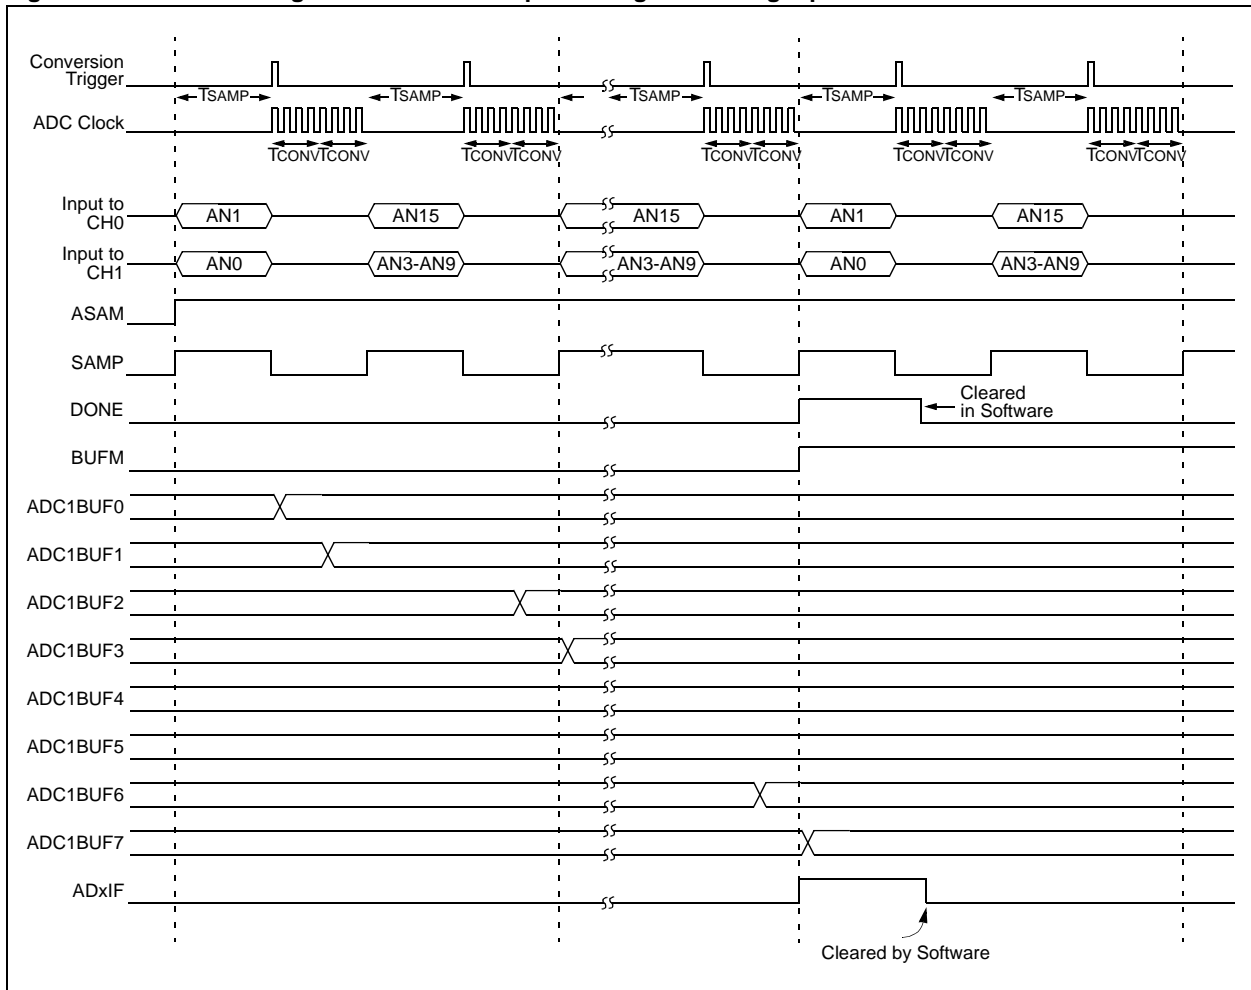 Conversion
Trigger
TSAMP TSAMP TSAMP TSAMP TSAMP
ADC Clock
TCONV TCONV TCONV TCONV TCONV TCONV TCONV TCONV TCONV TCONV
Input to
CH0
AN1 AN15 AN15 AN1 AN15
Input to
CH1
AN0 AN3-AN9 AN3-AN9 AN0 AN3-AN9
ASAM
SAMP
DONE
Cleared
in Software
BUFM
ADC1BUF0
ADC1BUF1
ADC1BUF2
ADC1BUF3
ADC1BUF4
ADC1BUF5
ADC1BUF6
ADC1BUF7
ADxIF
Cleared by Software